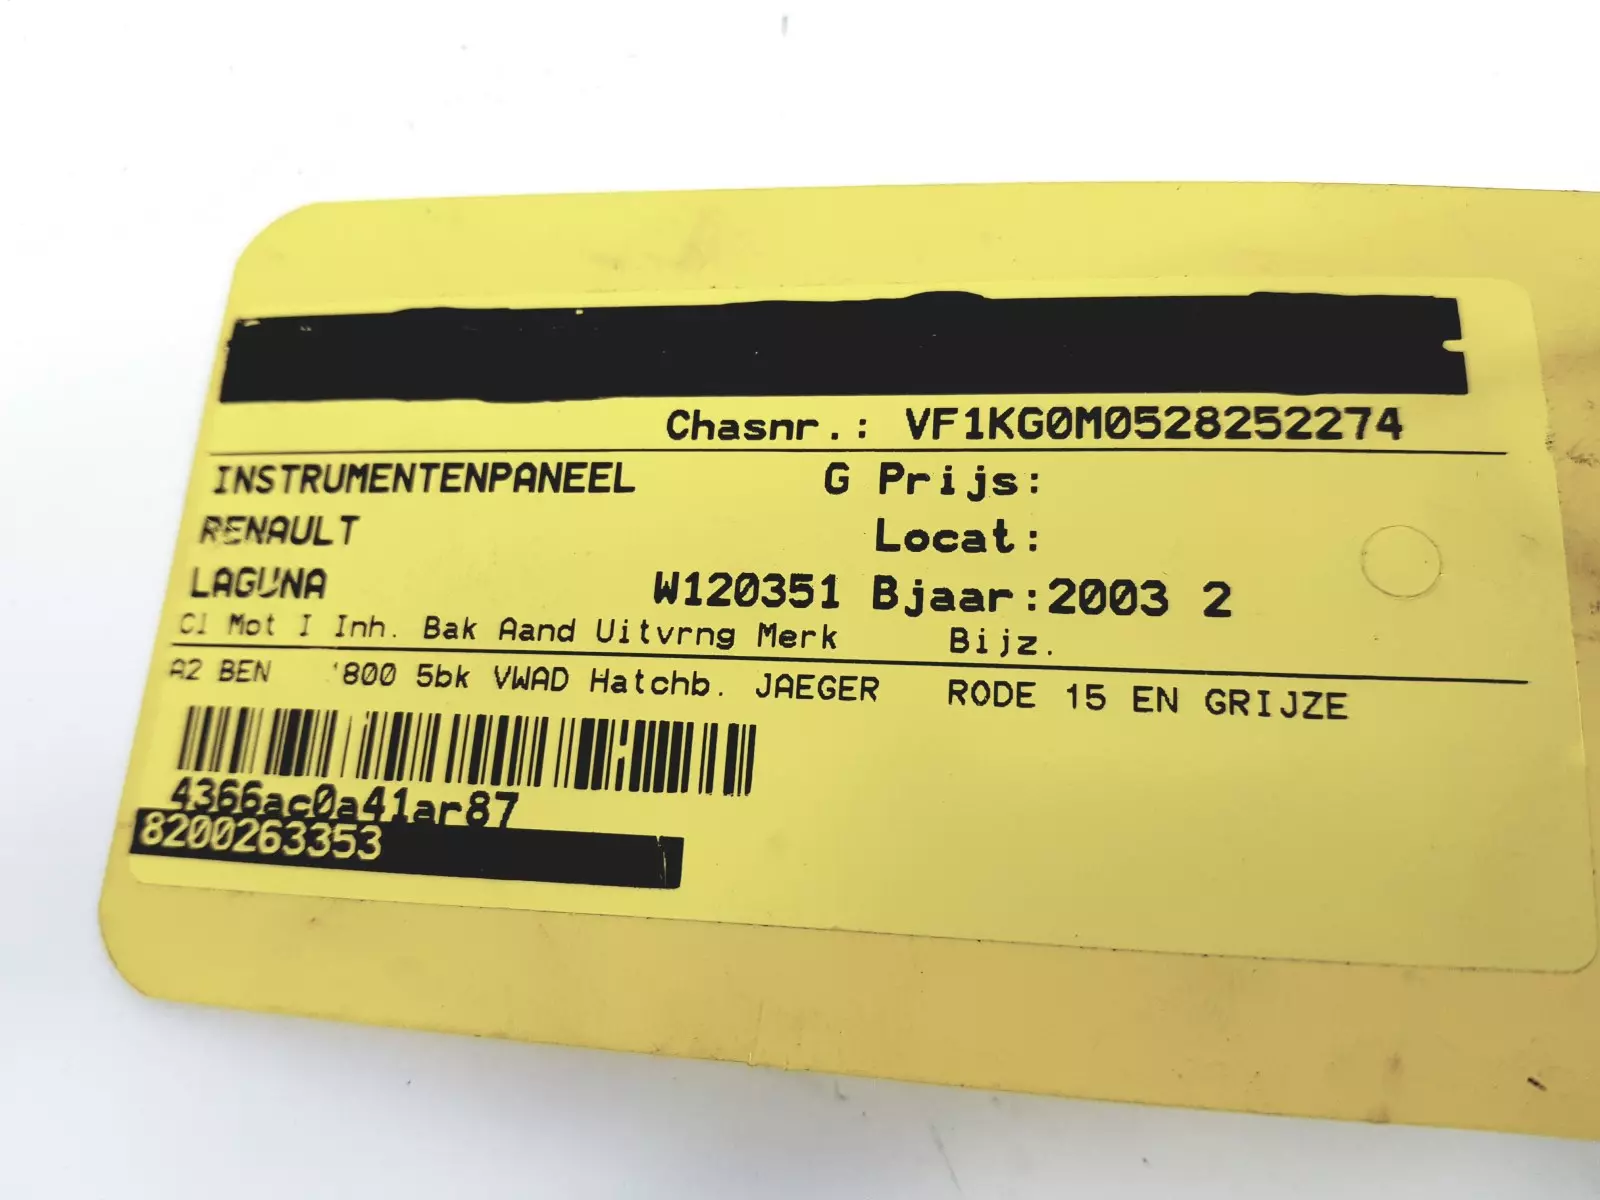 Chasnr.: VF1KG0M0528252274
INSTRUMENTENPANEEL G Prijs:
RENAULT Locat:
LAGUNA W120351 Bjaar:2003 2
Cl Mot I Inh. Bak Aand Uitvrng Merk Bijz.
A2 BEN 800 5bk VWAD Hatchb. JAEGER RODE 15 EN GRIJZE
4366ac0a41ar87
8200263353